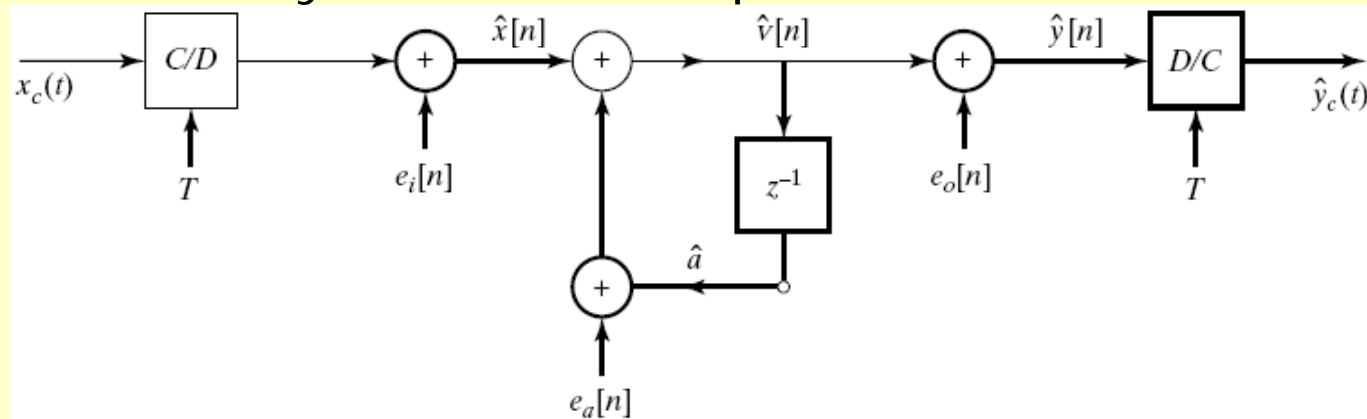 x̂[n] v̂[n] ŷ[n]
C/D + + + D/C
x_c(t) ŷ_c(t)
T e_i[n] z⁻¹ e_o[n] T
â
+
e_a[n]